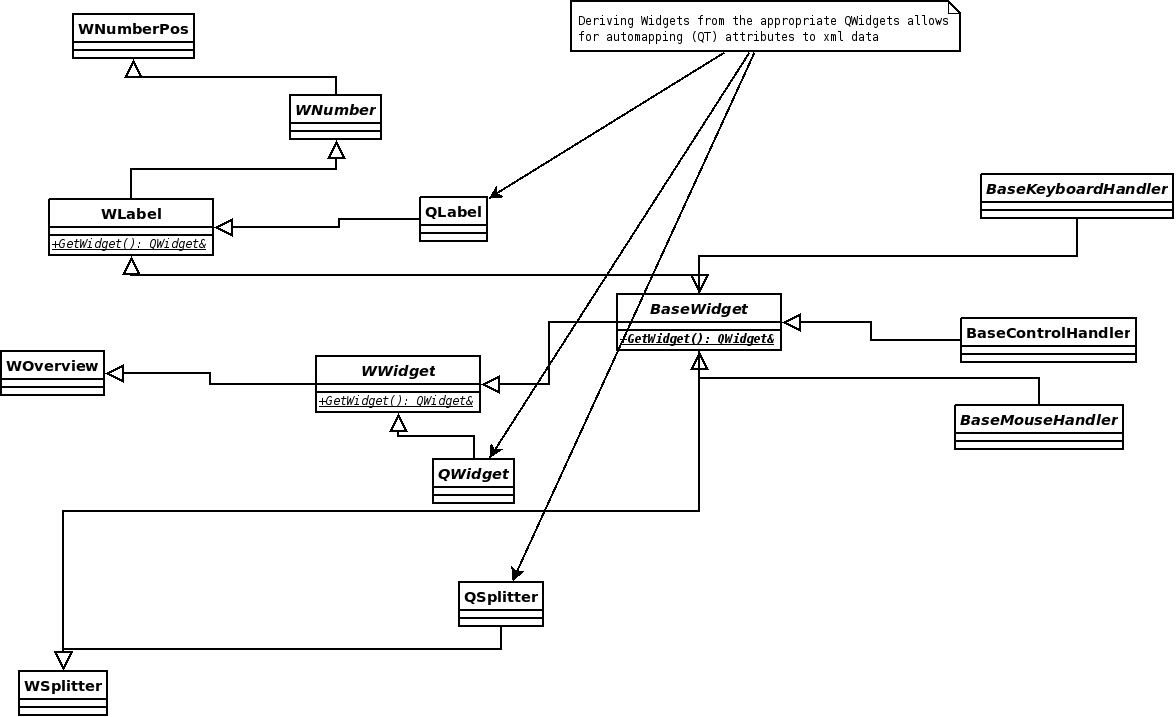 WNumberPos
Deriving Widgets from the appropriate QWidgets allows
for automapping (QT) attributes to xml data
WNumber
BaseKeyboardHandler
WLabel
+GetWidget(): QWidget&
QLabel
BaseWidget
+GetWidget(): QWidget&
BaseControlHandler
WOverview
WWidget
+GetWidget(): QWidget&
BaseMouseHandler
QWidget
QSplitter
WSplitter